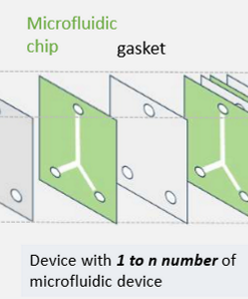 Microfluidic
chip
gasket
Device with 1 to n number of
microfluidic device